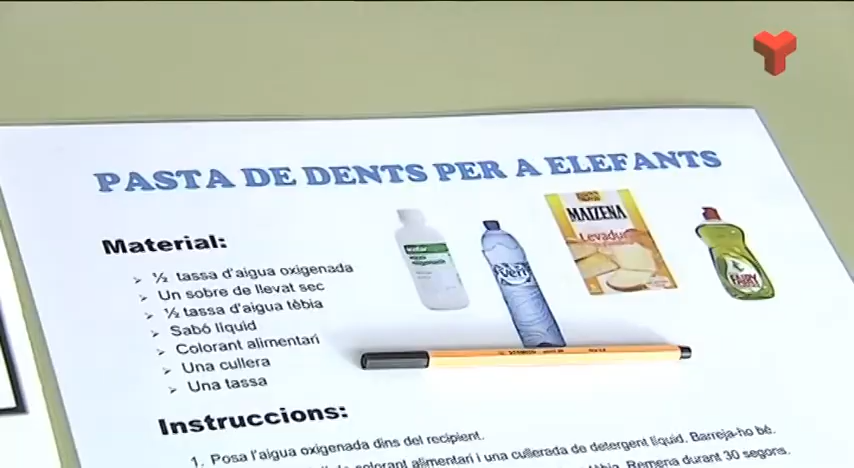 PASTA DE DENTS PER A ELEFANTS
Material:
½ tassa d'aigua oxigenada
Un sobre de llevat sec
½ tassa d'aigua tèbia
Sabó líquid
Colorant alimentari
Una cullera
Una tassa
MAIZENA
Levadura
FAIRY
Instruccions:
1. Posa l'aigua oxigenada dins del recipient.
colorant alimentari i una cullerada de detergent líquid. Barreja-ho bé.
tèbia. Remena durant 30 segons.